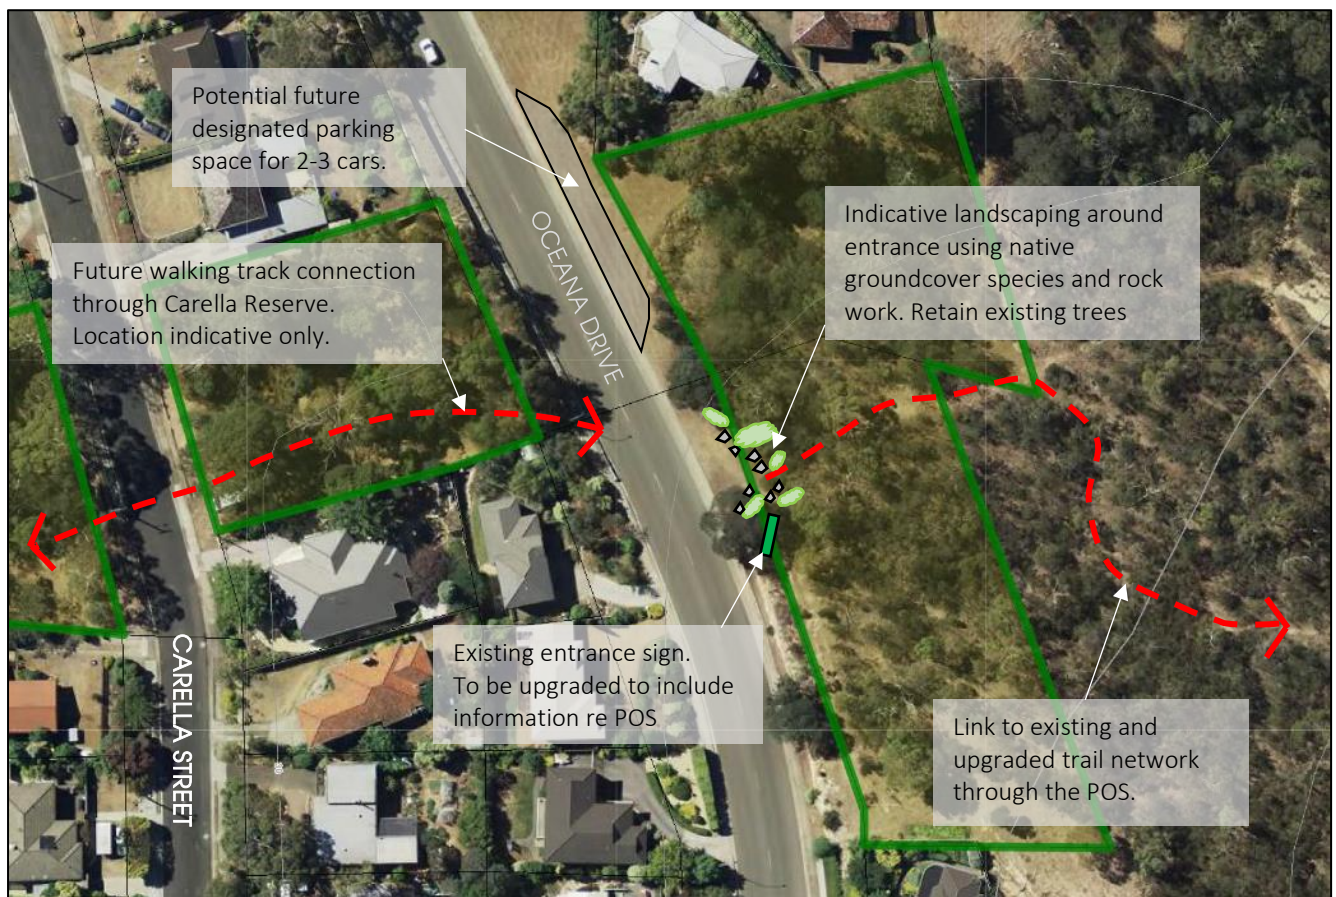 Potential future
designated parking
space for 2-3 cars.
OCEANA DRIVE
Indicative landscaping around
entrance using native
groundcover species and rock
work. Retain existing trees
Future walking track connection
through Carella Reserve.
Location indicative only.
CARELLA STREET
Existing entrance sign.
To be upgraded to include
information re POS
Link to existing and
upgraded trail network
through the POS.